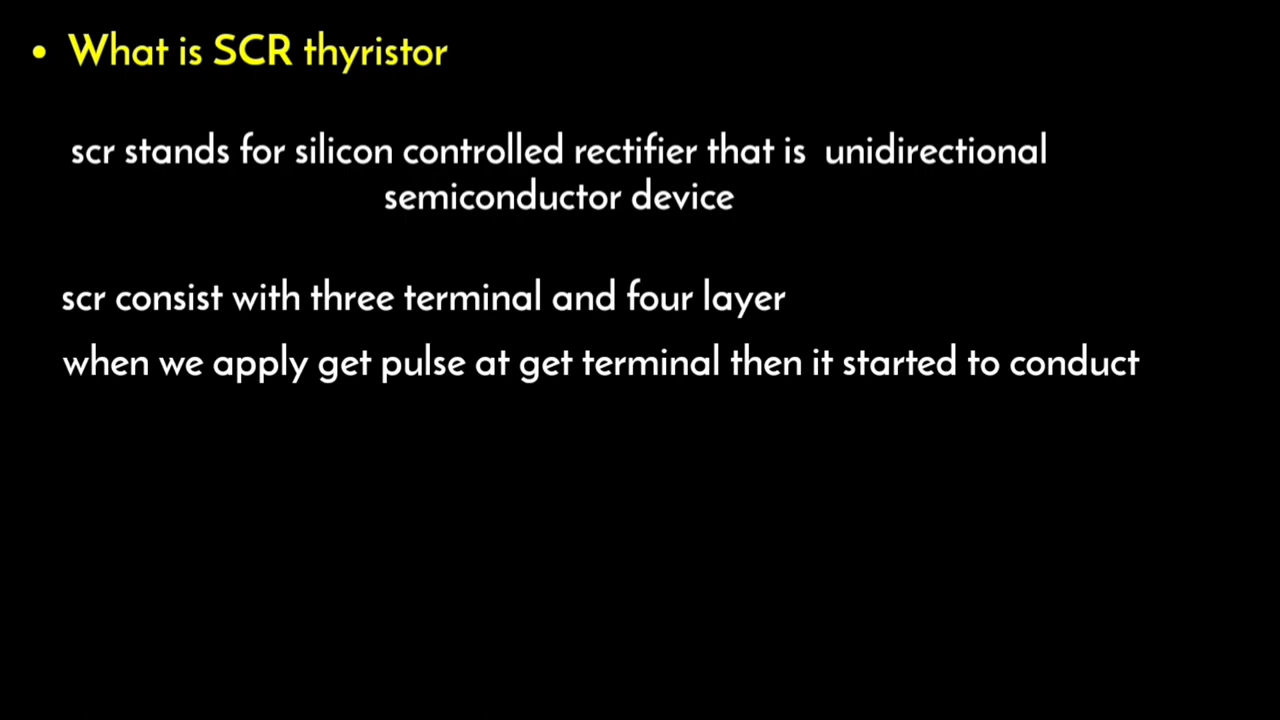 • What is SCR thyristor
scr stands for silicon controlled rectifier that is unidirectional
semiconductor device
scr consist with three terminal and four layer
when we apply get pulse at get terminal then it started to conduct